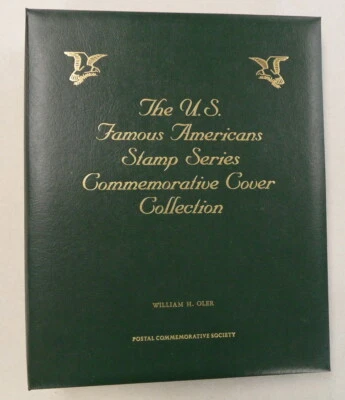 The U.S.
Famous Americans
Stamp Series
Commemorative Cover
Collection
WILLIAM H. OLER
POSTAL COMMEMORATIVE SOCIETY